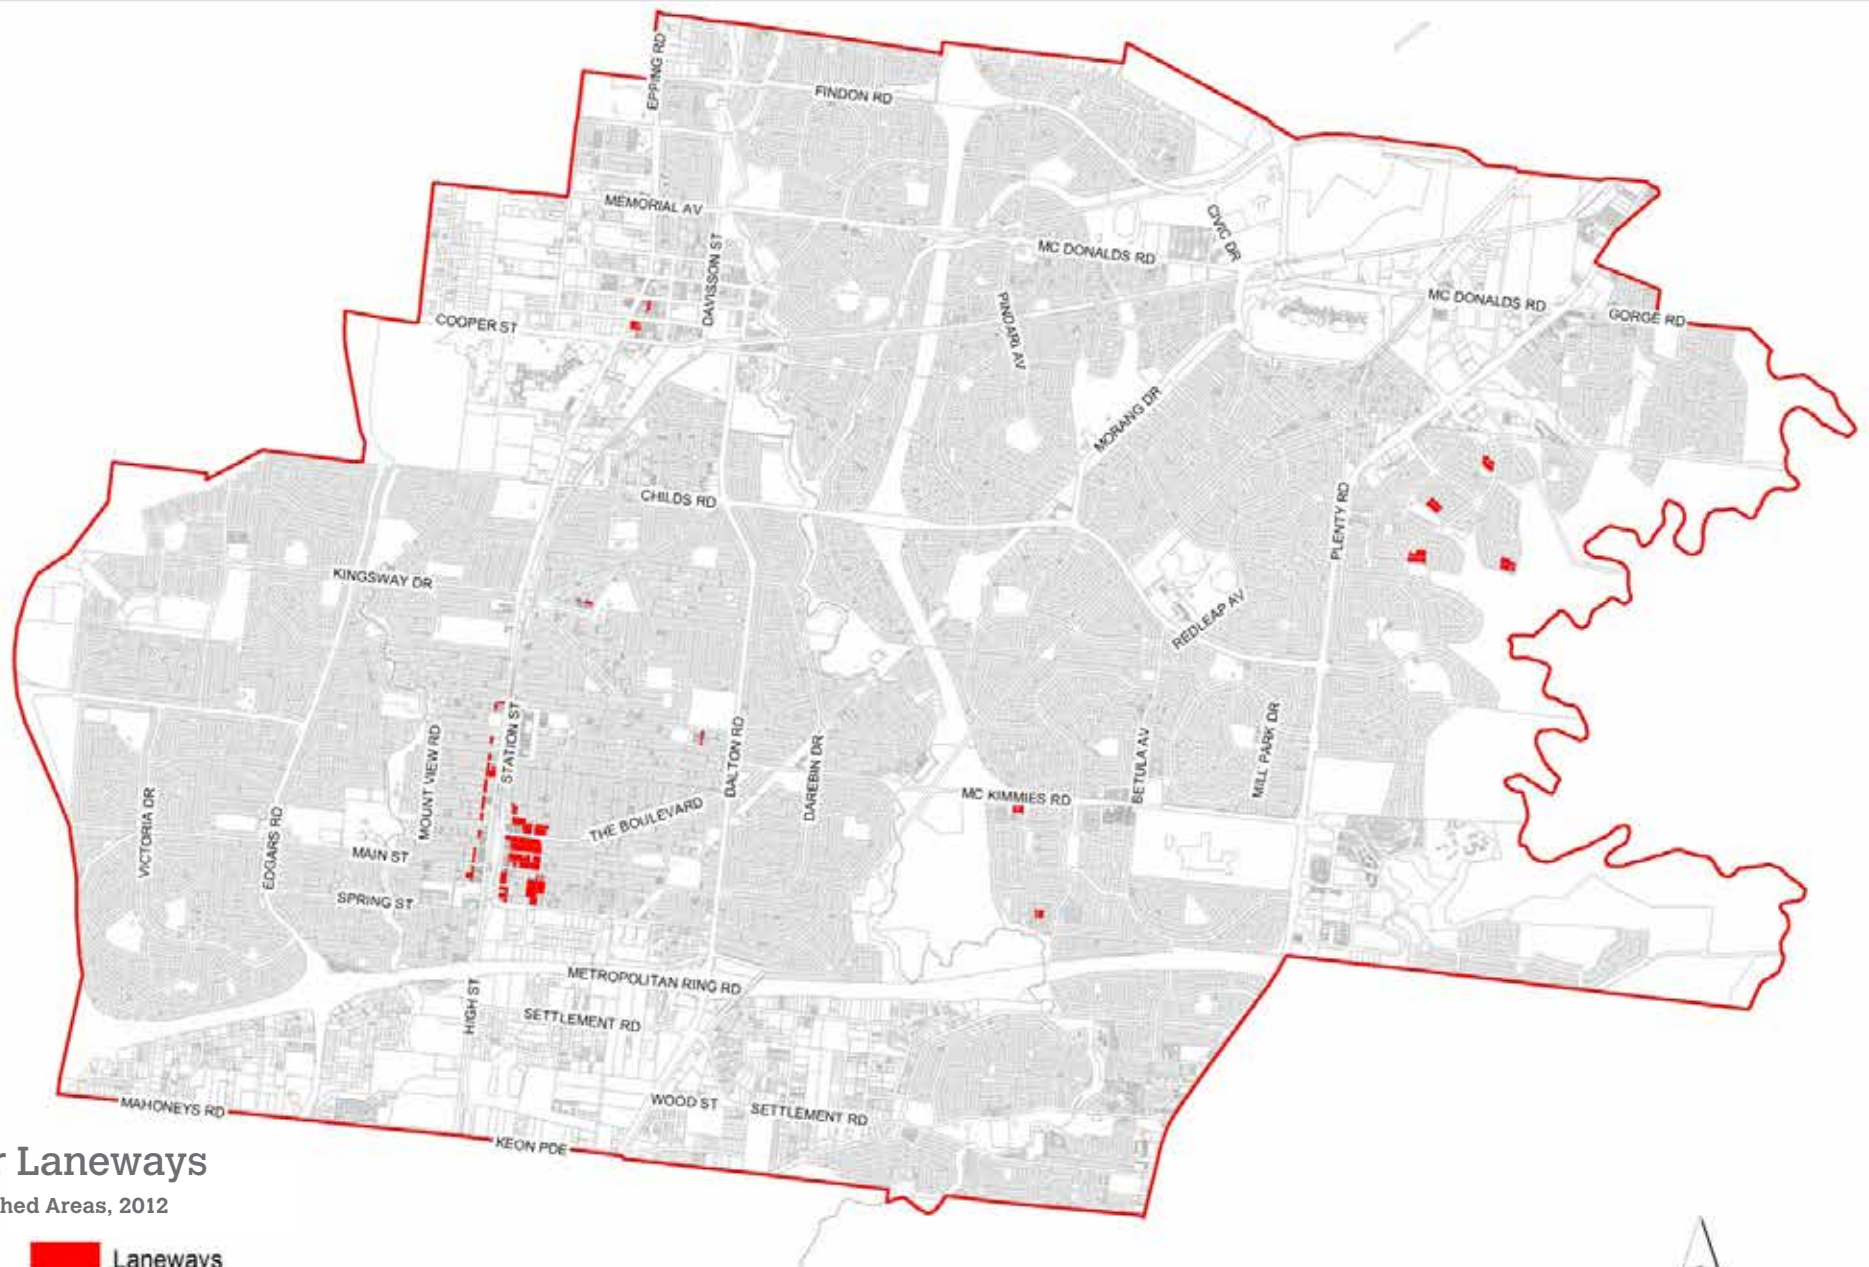 EPPING RD
FINDON RD
MEMORIAL AV
CIVIC DR
MC DONALDS RD
DAVISSON ST
PINDARI AV
MC DONALDS RD
GORGE RD
COOPER ST
MORANG DR
CHILDS RD
PLENTY RD
KINGSWAY DR
REDLEAP AV
STATION ST
MOUNT VIEW RD
DALTON RD
DAREBIN DR
BETULA AV
MILL PARK DR
VICTORIA DR
EDGARS RD
THE BOULEVARD
MC KIMMIES RD
MAIN ST
SPRING ST
METROPOLITAN RING RD
HIGH ST
SETTLEMENT RD
MAHONEYS RD
WOOD ST
SETTLEMENT RD
KEON PDE
r Laneways
hed Areas, 2012
Laneways